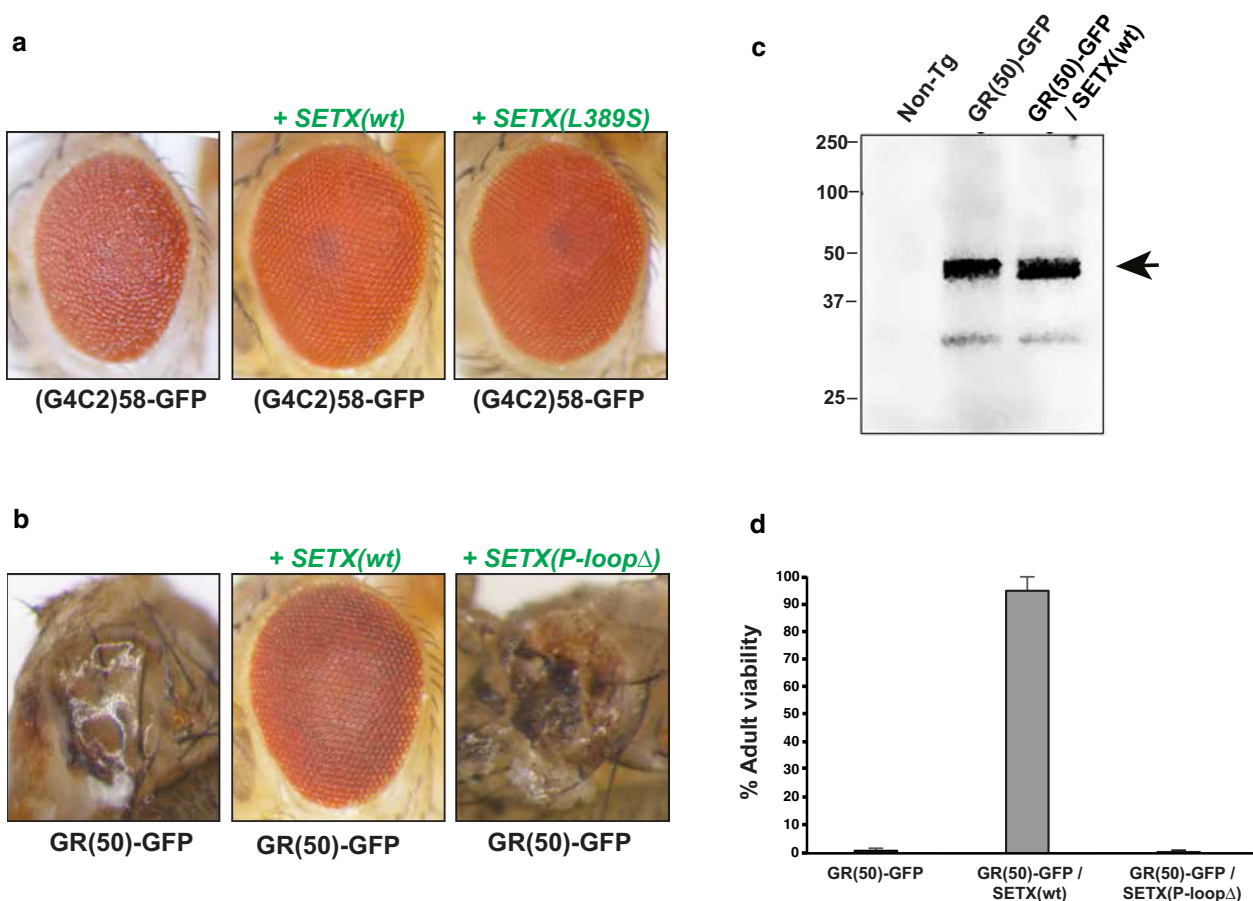 a
+ SETX(wt)
+ SETX(L389S)
(G4C2)58-GFP
(G4C2)58-GFP
(G4C2)58-GFP
b
+ SETX(wt)
+ SETX(P-loopΔ)
GR(50)-GFP
GR(50)-GFP
GR(50)-GFP
c
Non-Tg
GR(50)-GFP
GR(50)-GFP
/ SETX(wt)
250
100
50
37
25
d
% Adult viability
100
90
80
70
60
50
40
30
20
10
0
GR(50)-GFP
GR(50)-GFP /
SETX(wt)
GR(50)-GFP /
SETX(P-loopΔ)